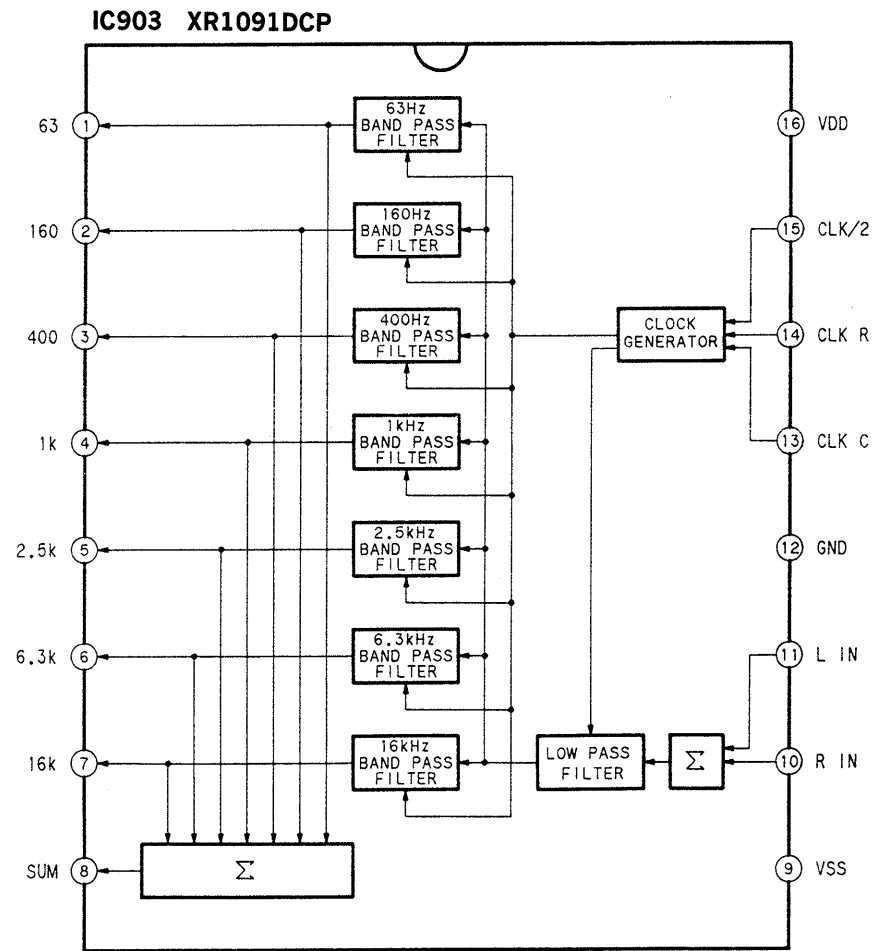 IC903 XR1091DCP
63 1
63Hz
BAND PASS
FILTER
16 VDD
160 2
160Hz
BAND PASS
FILTER
15 CLK/2
400 3
400Hz
BAND PASS
FILTER
CLOCK
GENERATOR
14 CLK R
1k 4
1kHz
BAND PASS
FILTER
13 CLK C
2.5k 5
2.5kHz
BAND PASS
FILTER
12 GND
6.3k 6
6.3kHz
BAND PASS
FILTER
11 L IN
16k 7
16kHz
BAND PASS
FILTER
LOW PASS
FILTER
Σ
10 R IN
SUM 8
Σ
9 VSS